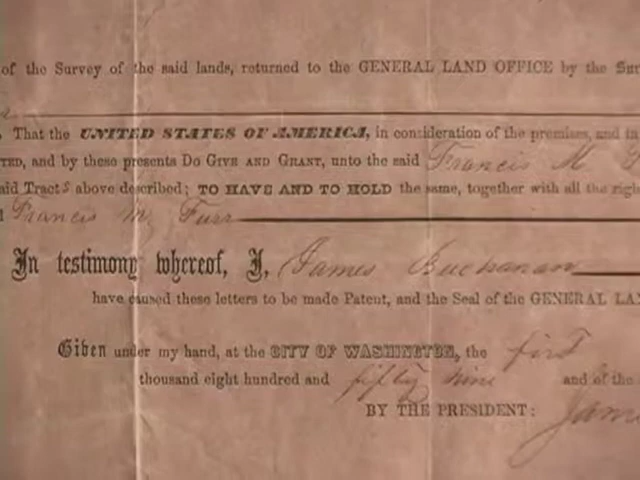 of the Survey of the said lands, returned to the GENERAL LAND OFFICE by the Sur
That the UNITED STATES OF AMERICA, in consideration of the premises, and in
TED, and by these presents DO GIVE AND GRANT, unto the said Francis M
aid Tracts above described; TO HAVE AND TO HOLD the same, together with all the righ
Francis M Furr
In testimony whereof, I, James Buchanan
have caused these letters to be made Patent, and the Seal of the GENERAL LA
Given under my hand, at the CITY OF WASHINGTON, the first
thousand eight hundred and fifty nine and of the
BY THE PRESIDENT: Jame